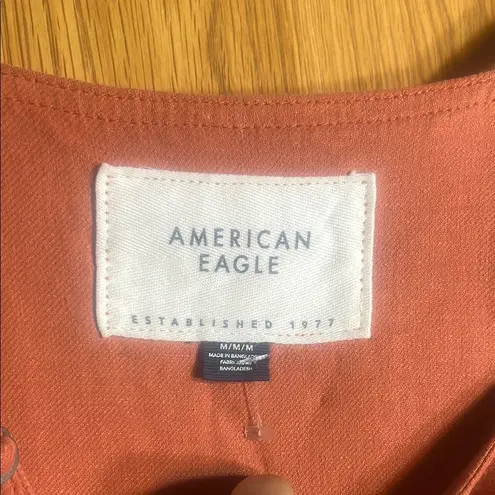 AMERICAN
EAGLE
ESTABLISHED 1977
M/M/M
MADE IN
BANGLADESH